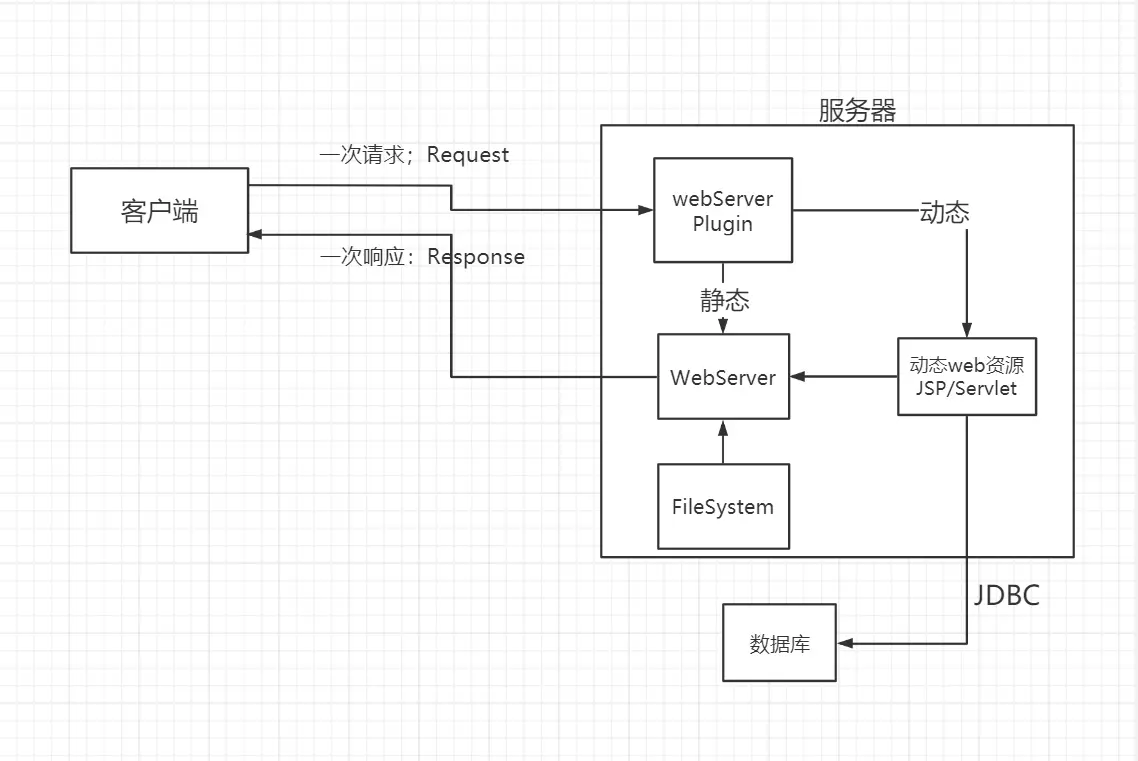 服务器
一次请求；Request
客户端
webServer
Plugin
动态
一次响应：Response
静态
动态web资源
JSP/Servlet
WebServer
FileSystem
JDBC
数据库